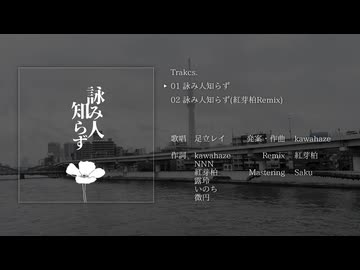 詠み人
知らず
Trakcs.
▸ 01 詠み人知らず
02 詠み人知らず(紅芽柏Remix)
歌唱 足立レイ 発案・作曲 kawahaze
作詞 kawahaze Remix 紅芽柏
NNN
紅芽柏 Mastering Saku
露玲
いのち
微円